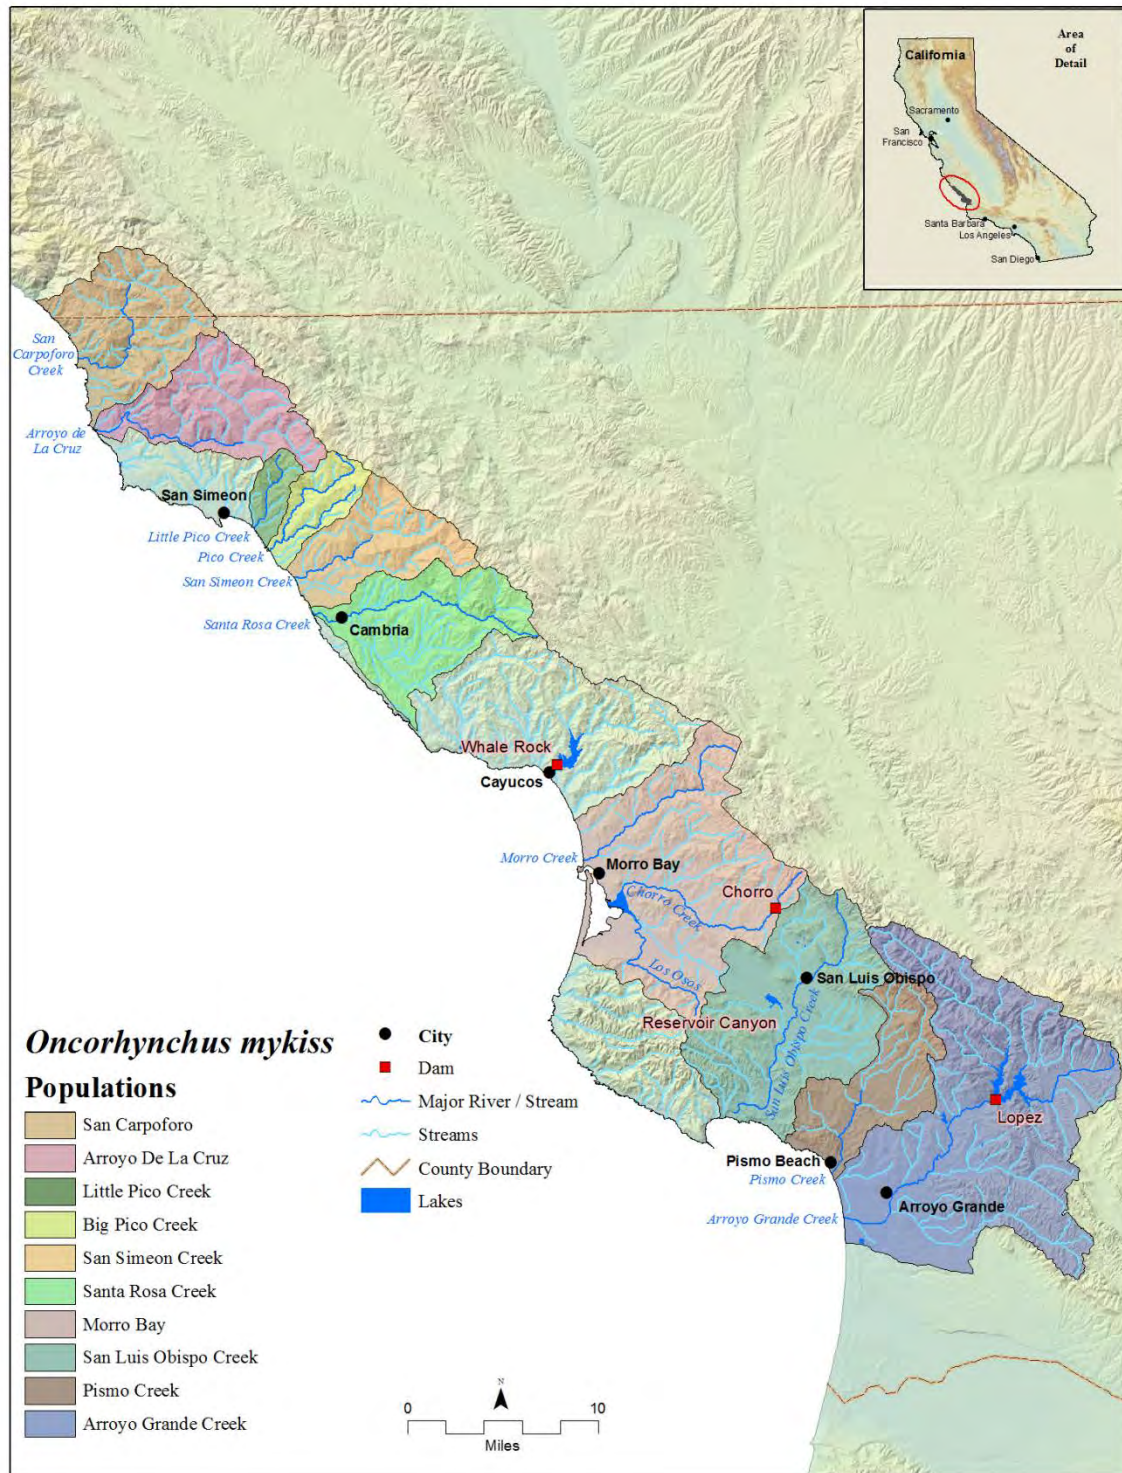 Area
of
Detail
California
Sacramento
San
Francisco
Santa Barbara
Los Angeles
San Diego
San
Carpoforo
Creek
Arroyo de
La Cruz
San Simeon
Little Pico Creek
Pico Creek
San Simeon Creek
Santa Rosa Creek
Cambria
Whale Rock
Cayucos
Morro Creek
Morro Bay
Chorro
Chorro Creek
Los Osos
San Luis Obispo
Reservoir Canyon
San Luis Obispo Creek
Lopez
Pismo Beach
Pismo Creek
Arroyo Grande
Arroyo Grande Creek
Oncorhynchus mykiss
Populations
San Carpoforo
Arroyo De La Cruz
Little Pico Creek
Big Pico Creek
San Simeon Creek
Santa Rosa Creek
Morro Bay
San Luis Obispo Creek
Pismo Creek
Arroyo Grande Creek
City
Dam
Major River / Stream
Streams
County Boundary
Lakes
N
0 10
Miles